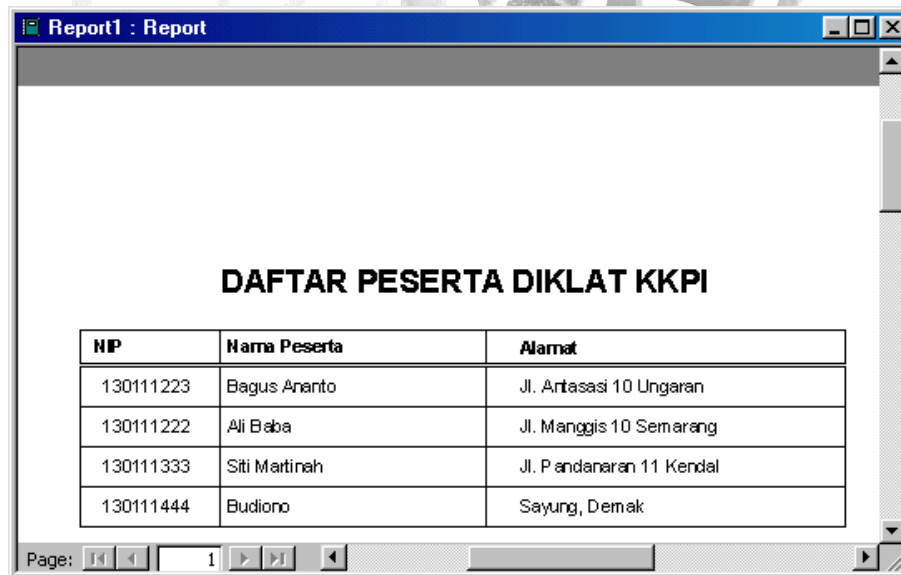 Report1 : Report
DAFTAR PESERTA DIKLAT KKPI
NIP Nama Peserta Alamat
130111223 Bagus Ananto Jl. Antasasi 10 Ungaran
130111222 Ali Baba Jl. Manggis 10 Semarang
130111333 Siti Martinah Jl. Pandanaran 11 Kendal
130111444 Budiono Sayung, Demak
Page: 1